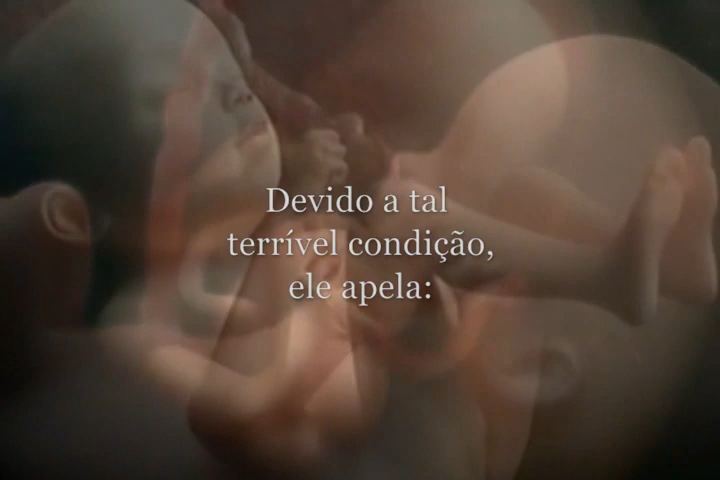 Devido a tal
terrível condição,
ele apela: